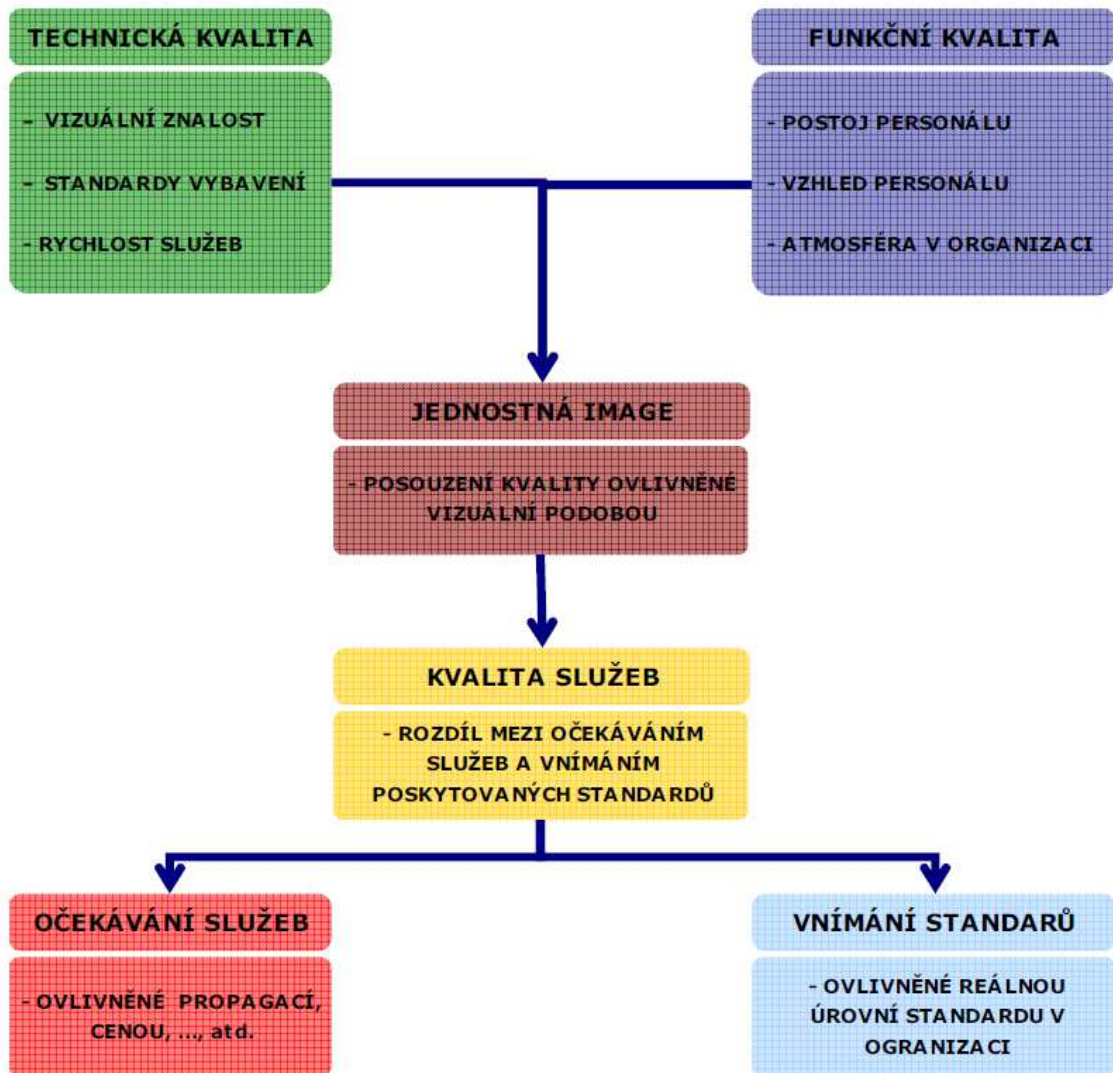 TECHNICKÁ KVALITA
- VIZUÁLNÍ ZNALOST
- STANDARDY VYBAVENÍ
- RYCHLOST SLUŽEB
FUNKČNÍ KVALITA
- POSTOJ PERSONÁLU
- VZHLED PERSONÁLU
- ATMOSFÉRA V ORGANIZACI
JEDNOSTNÁ IMAGE
- POSOUZENÍ KVALITY OVLIVNĚNÉ
VIZUÁLNÍ PODOBOU
KVALITA SLUŽEB
- ROZDÍL MEZI OČEKÁVÁNÍM
SLUŽEB A VNÍMÁNÍM
POSKYTOVANÝCH STANDARDŮ
OČEKÁVÁNÍ SLUŽEB
- OVLIVNĚNÉ PROPAGACÍ,
CENOU, ..., atd.
VNÍMÁNÍ STANDARŮ
- OVLIVNĚNÉ REÁLNOU
ÚROVNÍ STANDARDU V
OGRANIZACI